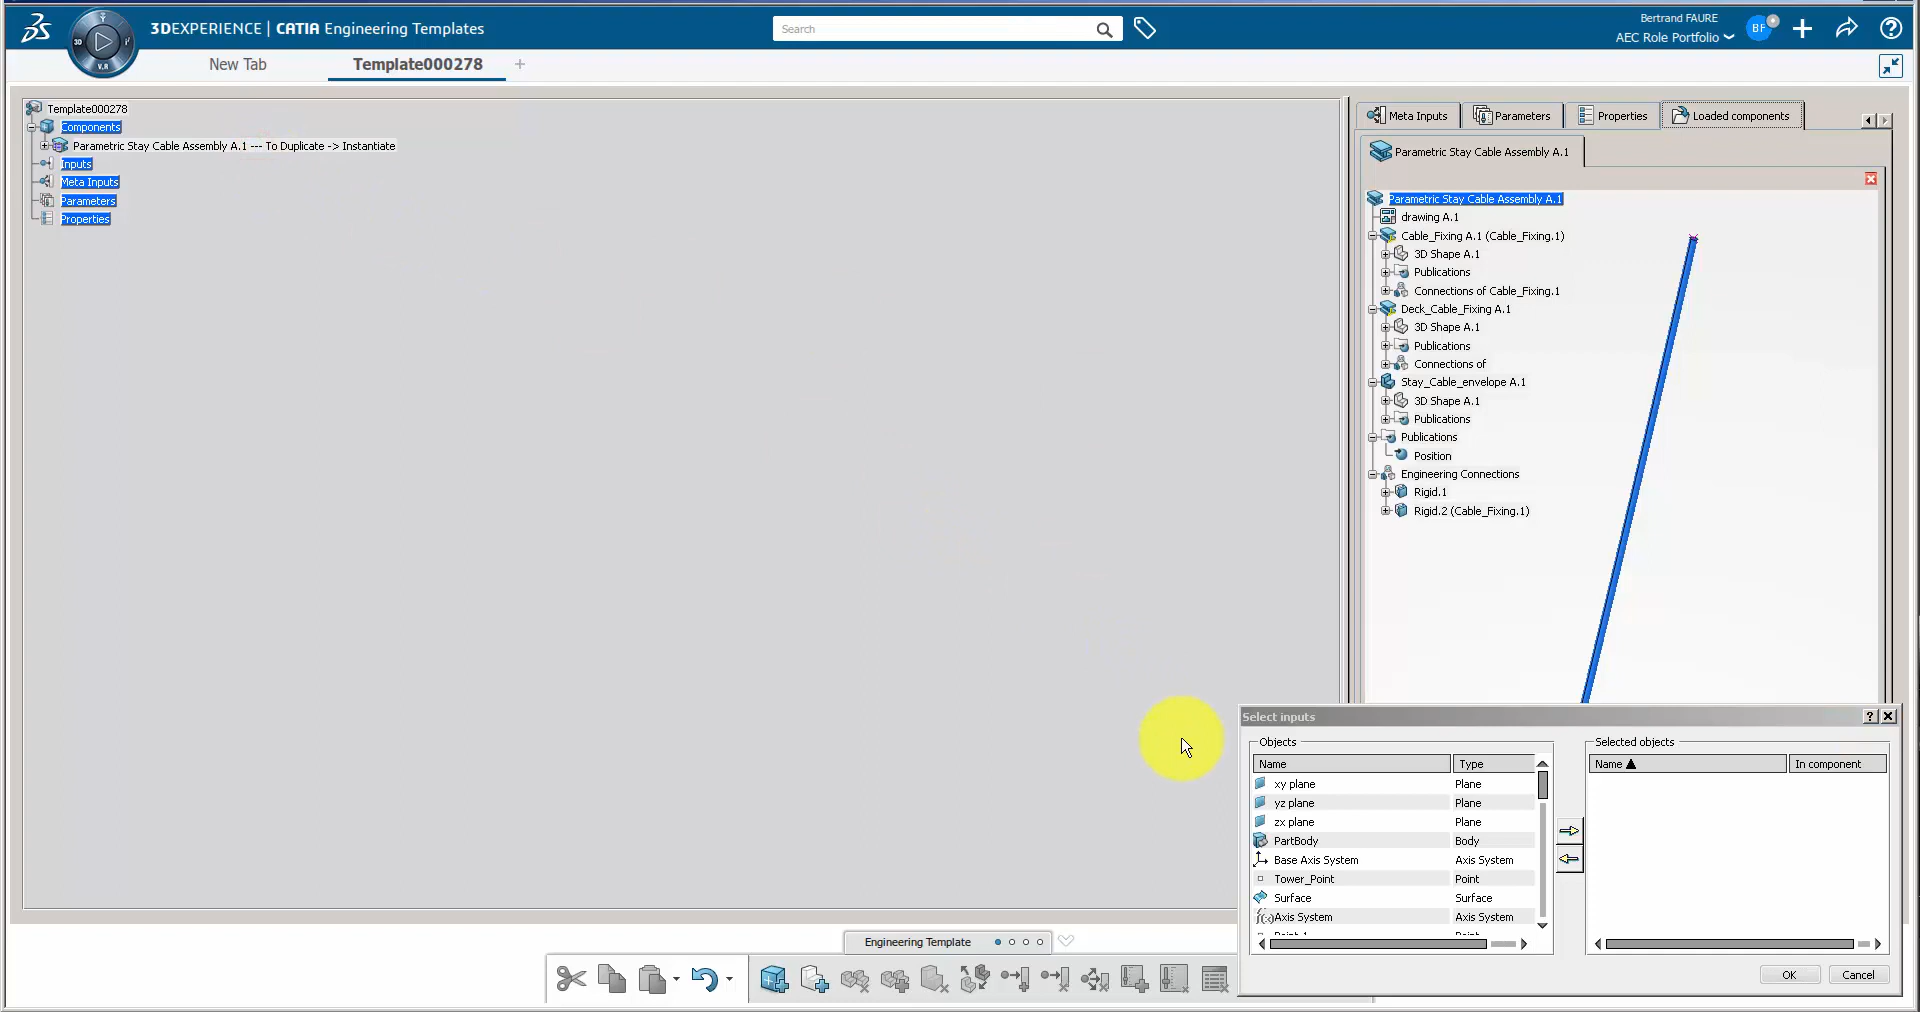 3DEXPERIENCE | CATIA Engineering Templates
Search
Bertrand FAURE
AEC Role Portfolio
BF
3D
V.R
New Tab
Template000278
Template000278
Components
Parametric Stay Cable Assembly A.1 --- To Duplicate -> Instantiate
Inputs
Meta Inputs
Parameters
Properties
Meta Inputs
Parameters
Properties
Loaded components
Parametric Stay Cable Assembly A.1
Parametric Stay Cable Assembly A.1
drawing A.1
Cable_Fixing A.1 (Cable_Fixing.1)
3D Shape A.1
Publications
Connections of Cable_Fixing.1
Deck_Cable_Fixing A.1
3D Shape A.1
Publications
Connections of
Stay_Cable_envelope A.1
3D Shape A.1
Publications
Publications
Position
Engineering Connections
Rigid.1
Rigid.2 (Cable_Fixing.1)
Select inputs
Objects
Name Type
xy plane Plane
yz plane Plane
zx plane Plane
PartBody Body
Base Axis System Axis System
Tower_Point Point
Surface Surface
Axis System Axis System
Selected objects
Name In component
OK
Cancel
Engineering Template